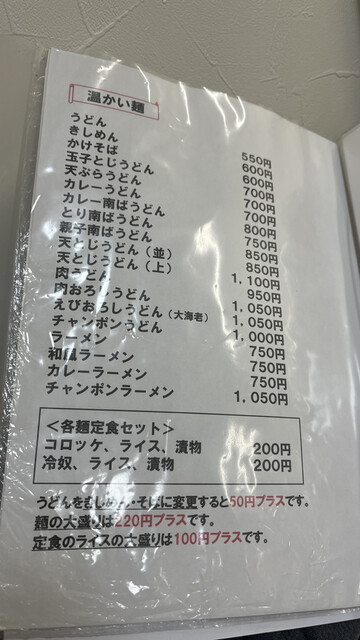 温かい麺
うどん 550円
きしめん 600円
かけそば 600円
玉子とじうどん 700円
天ぷらうどん 700円
カレーうどん 700円
カレー南ばうどん 800円
とり南ばうどん 750円
親子南ばうどん 850円
天とじうどん（並） 850円
天とじうどん（上） 1,100円
肉うどん 950円
肉おろしうどん 1,050円
えびおろしうどん（大海老） 1,050円
チャンポンうどん 1,000円
ラーメン 750円
和風ラーメン 750円
カレーラーメン 750円
チャンポンラーメン 1,050円
＜各麺定食セット＞
コロッケ、ライス、漬物 200円
冷奴、ライス、漬物 200円
うどんをきしめん・そばに変更すると50円プラスです。
麺の大盛りは220円プラスです。
定食のライスの大盛りは100円プラスです。